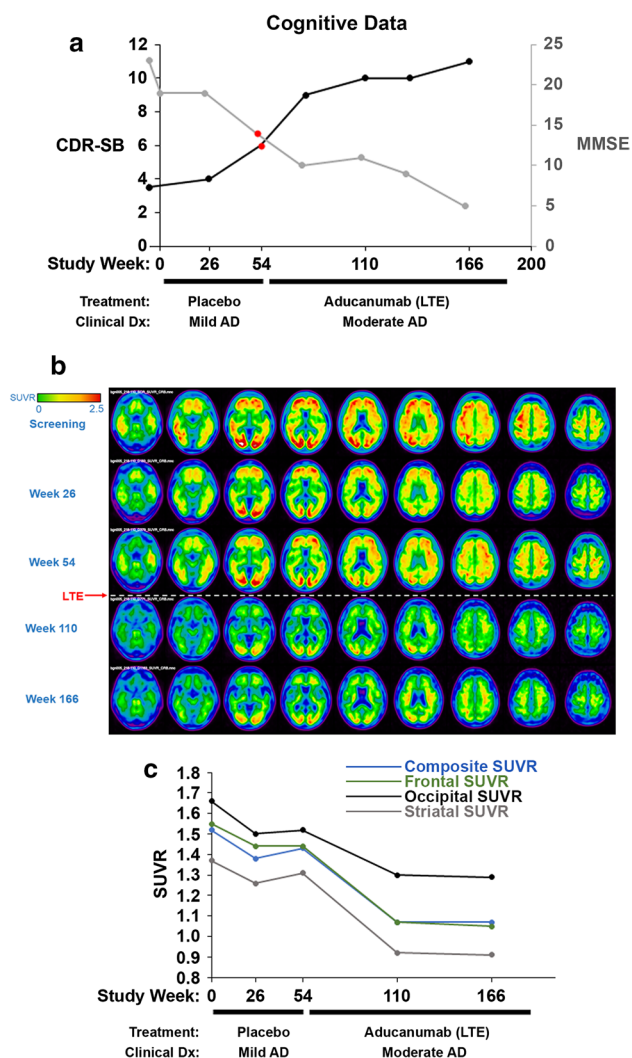 Cognitive Data
a
12
10
8
6
4
2
0
CDR-SB
25
20
15
10
5
0
MMSE
Study Week: 0 26 54 110 166 200
Treatment: Placebo Aducanumab (LTE)
Clinical Dx: Mild AD Moderate AD
b
SUVR
0 2.5
Screening
Week 26
Week 54
LTE
Week 110
Week 166
c
Composite SUVR
Frontal SUVR
Occipital SUVR
Striatal SUVR
1.8
1.7
1.6
1.5
1.4
1.3
1.2
1.1
1.0
0.9
0.8
SUVR
Study Week: 0 26 54 110 166
Treatment: Placebo Aducanumab (LTE)
Clinical Dx: Mild AD Moderate AD